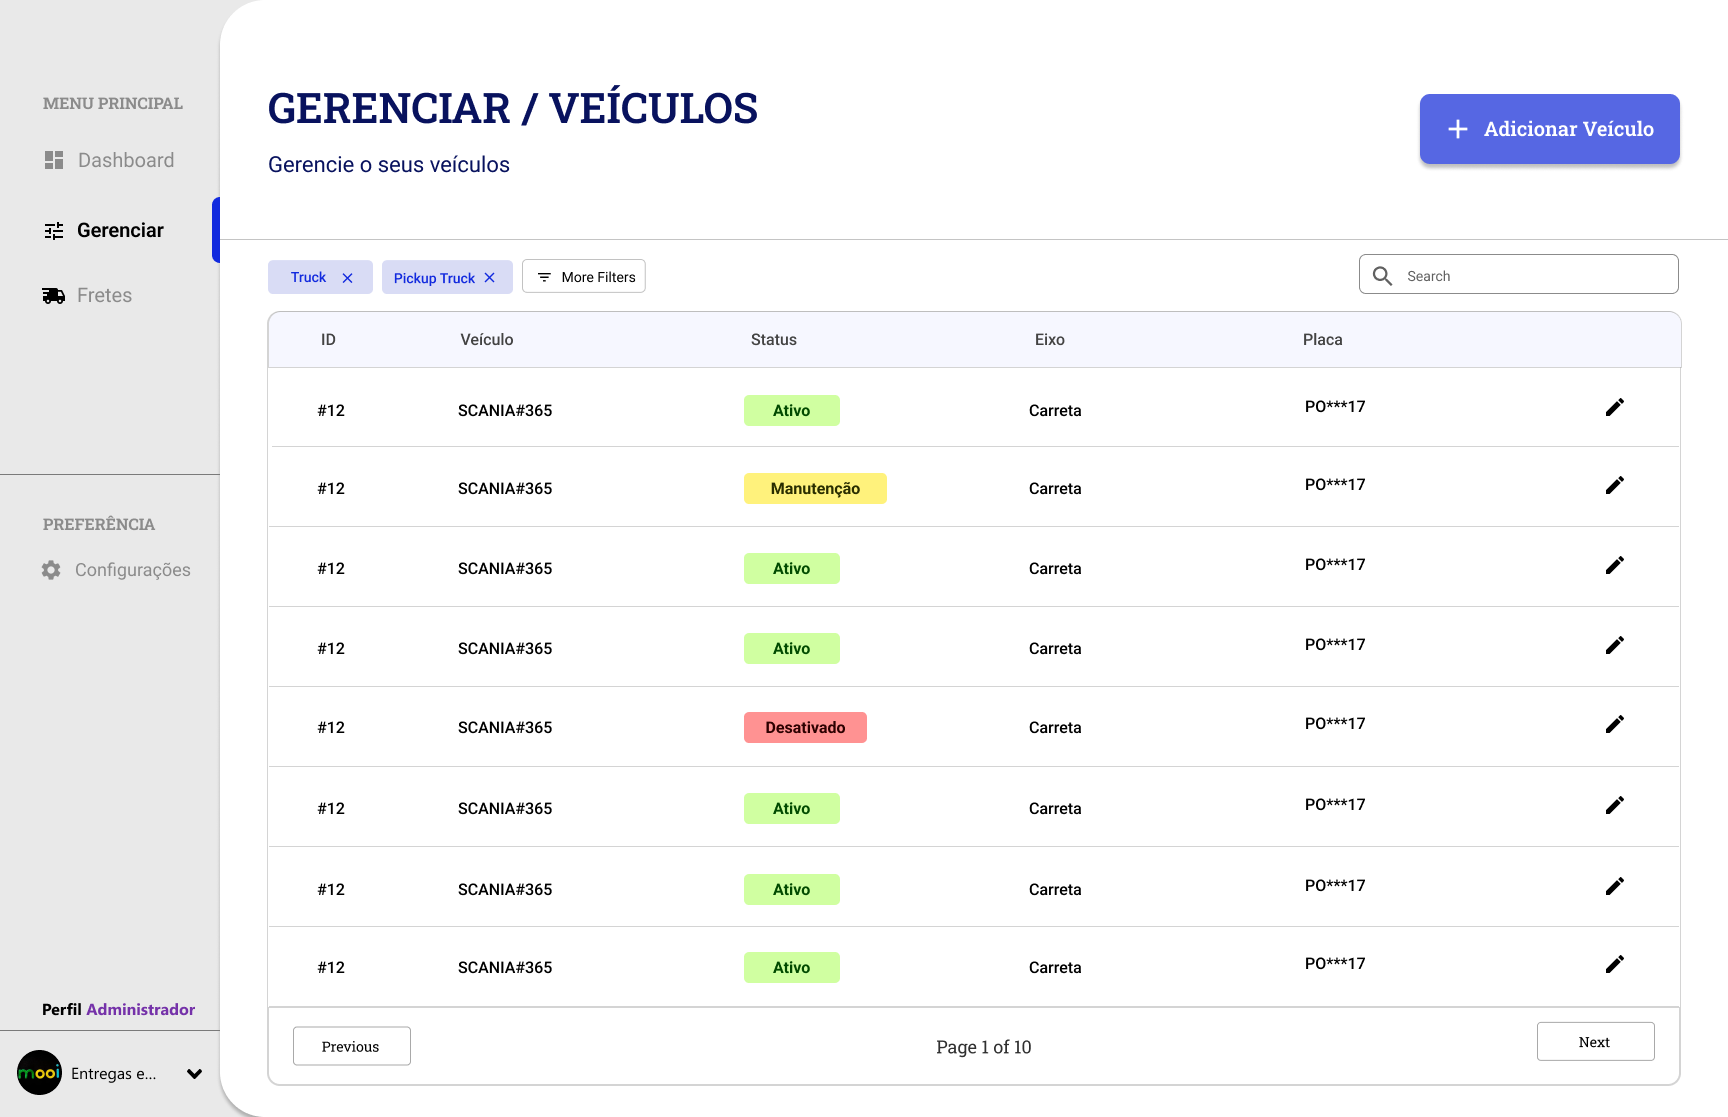 MENU PRINCIPAL
Dashboard
Gerenciar
Fretes
PREFERÊNCIA
Configurações
Perfil Administrador
mooi
Entregas e...
GERENCIAR / VEÍCULOS
Gerencie o seus veículos
Adicionar Veículo
Truck
Pickup Truck
More Filters
Search
ID Veículo Status Eixo Placa
#12 SCANIA#365 Ativo Carreta PO***17
#12 SCANIA#365 Manutenção Carreta PO***17
#12 SCANIA#365 Ativo Carreta PO***17
#12 SCANIA#365 Ativo Carreta PO***17
#12 SCANIA#365 Desativado Carreta PO***17
#12 SCANIA#365 Ativo Carreta PO***17
#12 SCANIA#365 Ativo Carreta PO***17
#12 SCANIA#365 Ativo Carreta PO***17
Previous
Page 1 of 10
Next